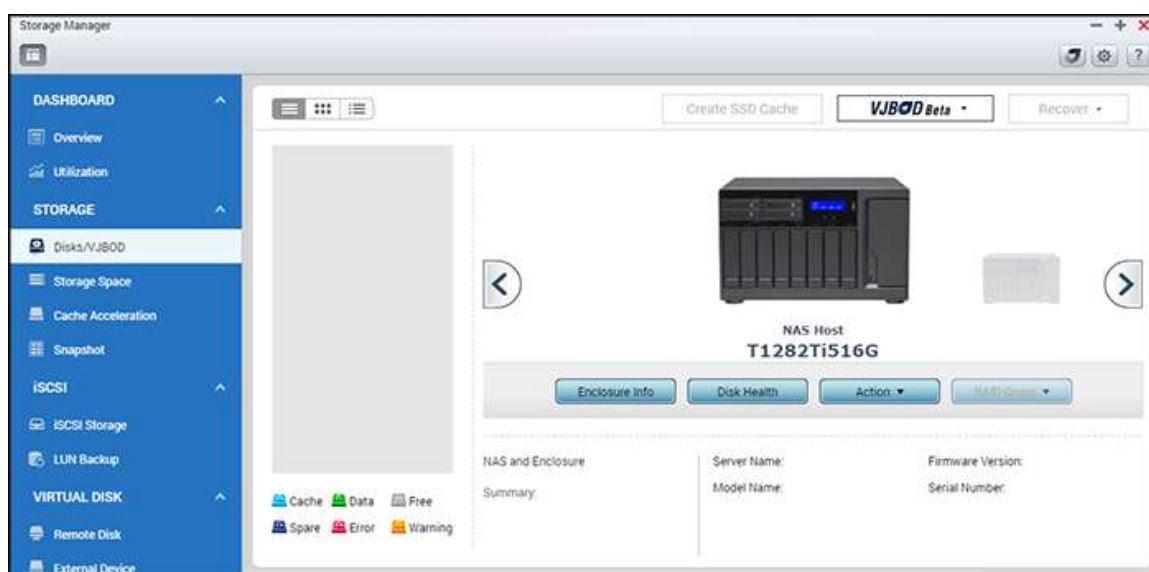 Storage Manager
?
DASHBOARD
Overview
Utilization
STORAGE
Disks/VJBOD
Storage Space
Cache Acceleration
Snapshot
iSCSI
iSCSI Storage
LUN Backup
VIRTUAL DISK
Remote Disk
External Device
Create SSD Cache
VJBOD Beta
Recover
NAS Host
T1282Ti516G
Enclosure Info
Disk Health
Action
RAID Group
Cache Data Free
Spare Error Warning
NAS and Enclosure
Summary:
Server Name:
Model Name:
Firmware Version:
Serial Number: